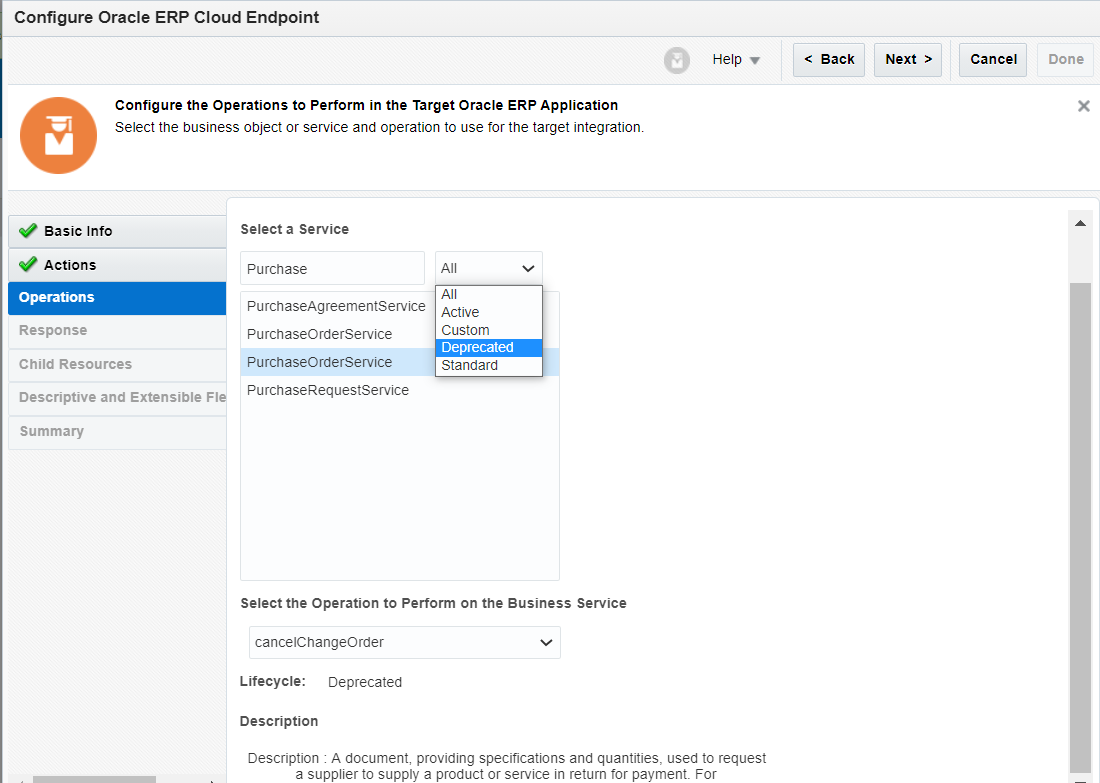 Configure Oracle ERP Cloud Endpoint
Help
< Back
Next >
Cancel
Done
Configure the Operations to Perform in the Target Oracle ERP Application
Select the business object or service and operation to use for the target integration.
Basic Info
Actions
Operations
Response
Child Resources
Descriptive and Extensible Fle
Summary
Select a Service
Purchase
All
All
Active
Custom
Deprecated
Standard
PurchaseAgreementService
PurchaseOrderService
PurchaseOrderService
PurchaseRequestService
Select the Operation to Perform on the Business Service
cancelChangeOrder
Lifecycle: Deprecated
Description
Description : A document, providing specifications and quantities, used to request
a supplier to supply a product or service in return for payment. For